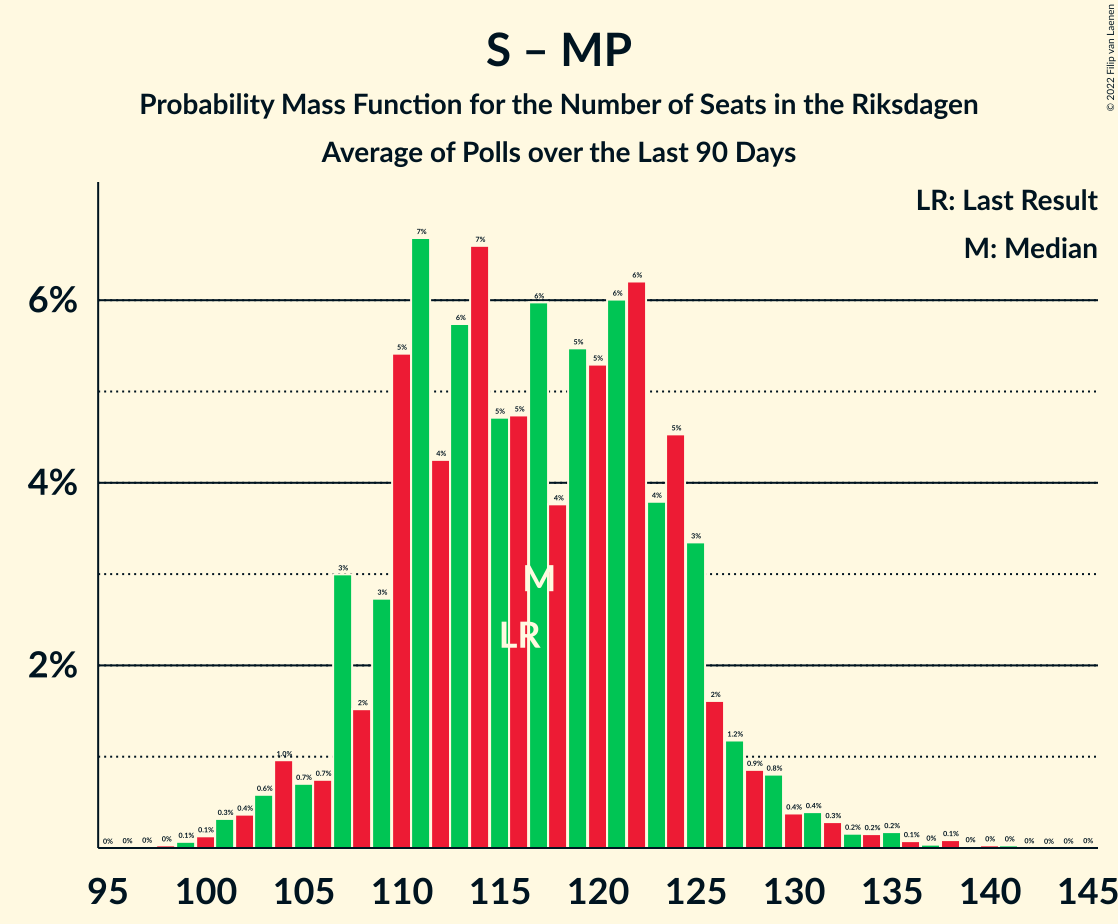 S – MP
Probability Mass Function for the Number of Seats in the Riksdagen
Average of Polls over the Last 90 Days
© 2022 Filip van Laenen
LR: Last Result
M: Median
6%
4%
2%
0% 0% 0% 0% 0.1% 0.1% 0.3% 0.4% 0.6% 1.0% 0.7% 0.7% 3% 2% 3% 5% 7% 4% 6% 7% 5% 5% 6% 4% 5% 5% 6% 6% 4% 5% 3% 2% 1.2% 0.9% 0.8% 0.4% 0.4% 0.3% 0.2% 0.2% 0.2% 0.1% 0% 0.1% 0% 0% 0% 0% 0% 0% 0%
M
LR
95 100 105 110 115 120 125 130 135 140 145